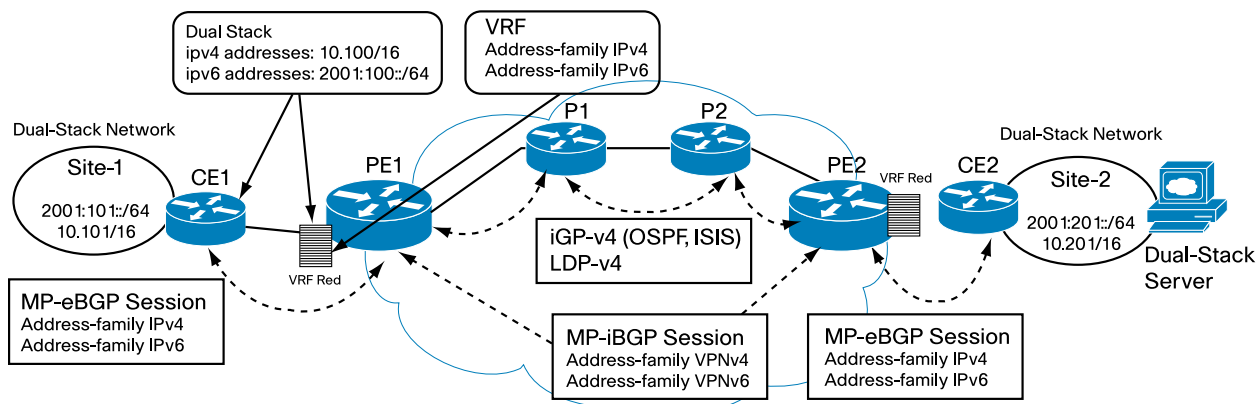 Dual Stack
ipv4 addresses: 10.100/16
ipv6 addresses: 2001:100::/64
VRF
Address-family IPv4
Address-family IPv6
Dual-Stack Network
Site-1
2001:101::/64
10.101/16
CE1
VRF Red
PE1
P1
P2
PE2
VRF Red
CE2
Dual-Stack Network
Site-2
2001:201::/64
10.201/16
Dual-Stack
Server
iGP-v4 (OSPF, ISIS)
LDP-v4
MP-eBGP Session
Address-family IPv4
Address-family IPv6
MP-iBGP Session
Address-family VPNv4
Address-family VPNv6
MP-eBGP Session
Address-family IPv4
Address-family IPv6